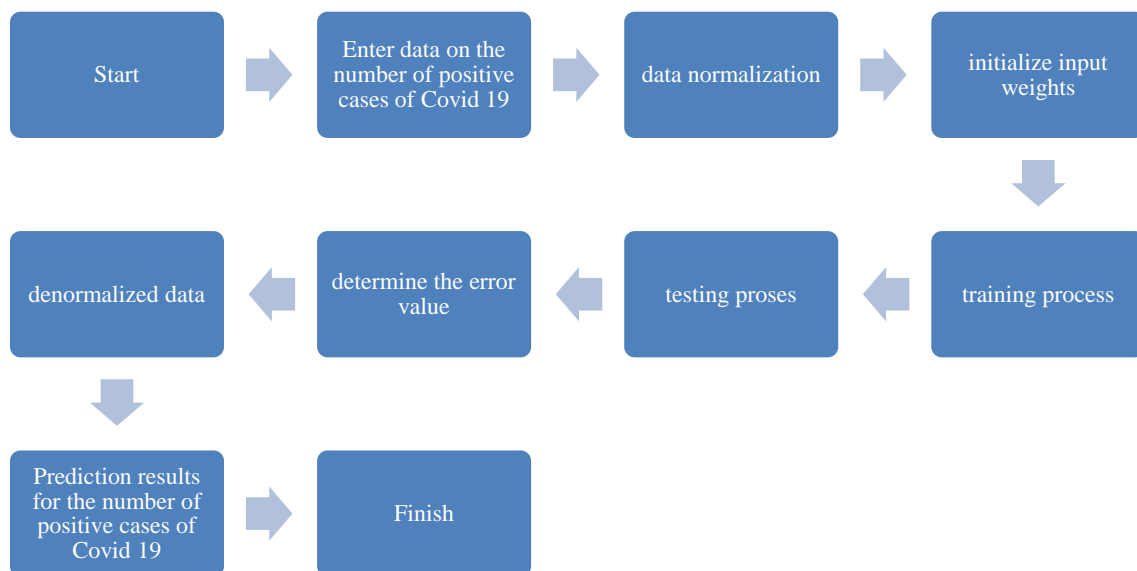 Start
Enter data on the
number of positive
cases of Covid 19
data normalization
initialize input
weights
training process
testing proses
determine the error
value
denormalized data
Prediction results
for the number of
positive cases of
Covid 19
Finish